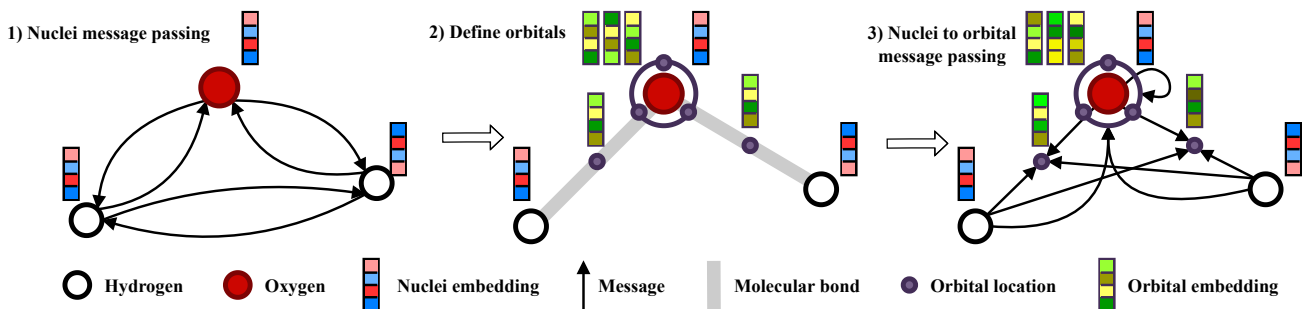 1) Nuclei message passing
2) Define orbitals
3) Nuclei to orbital
message passing
Hydrogen
Oxygen
Nuclei embedding
Message
Molecular bond
Orbital location
Orbital embedding